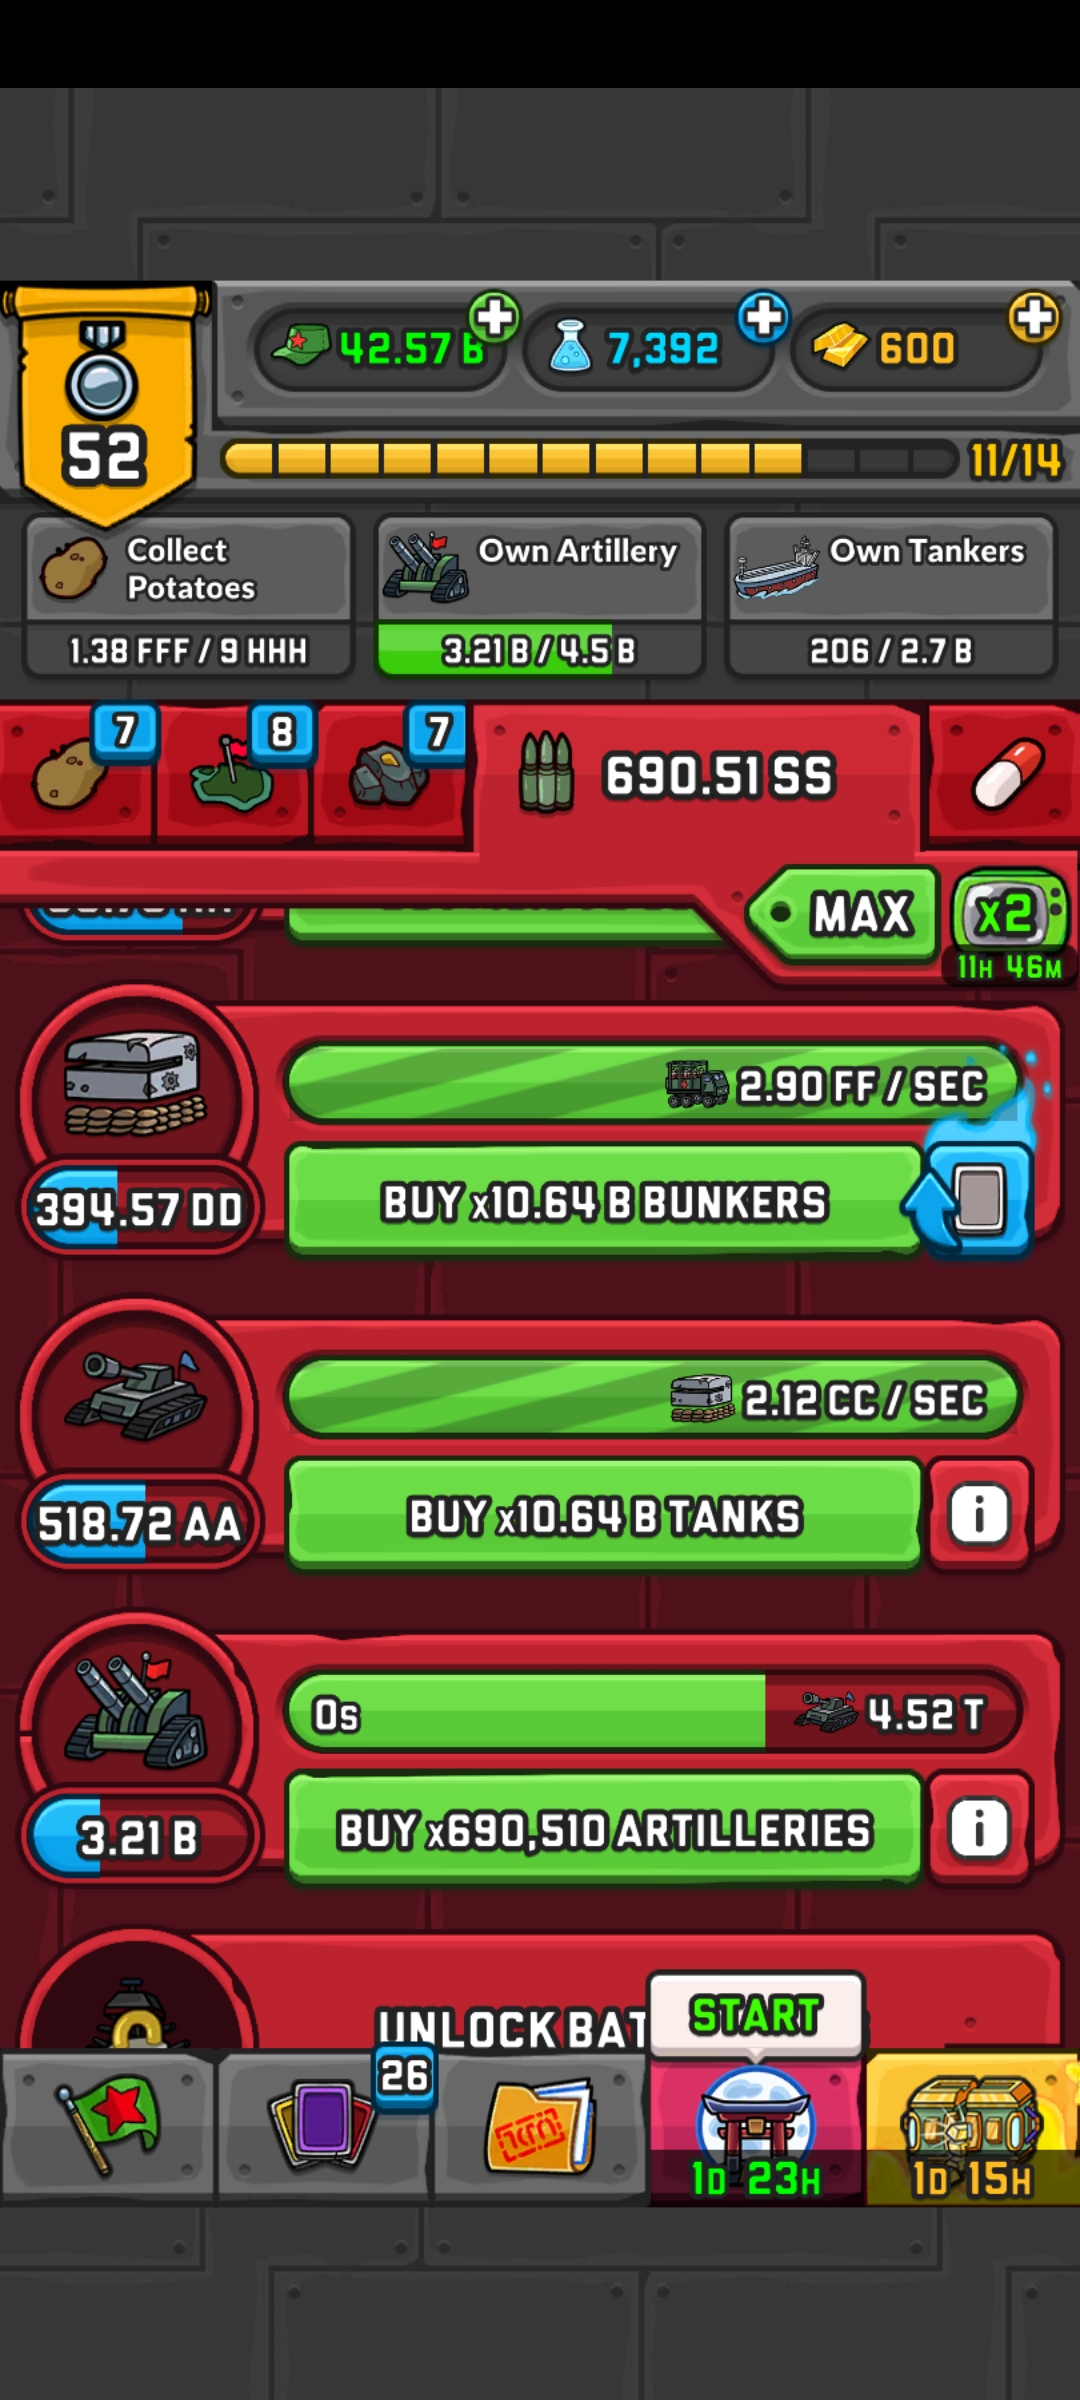 42.57 B
7,392
600
52
11/14
Collect
Potatoes
1.38 FFF / 9 HHH
Own Artillery
3.21 B / 4.5 B
Own Tankers
206 / 2.7 B
7
8
7
690.51 SS
MAX
x2
11H 46M
2.90 FF / SEC
394.57 DD
BUY x10.64 B BUNKERS
2.12 CC / SEC
518.72 AA
BUY x10.64 B TANKS
i
0s
4.52 T
3.21 B
BUY x690,510 ARTILLERIES
i
UNLOCK BAT
START
26
1D 23H
1D 15H